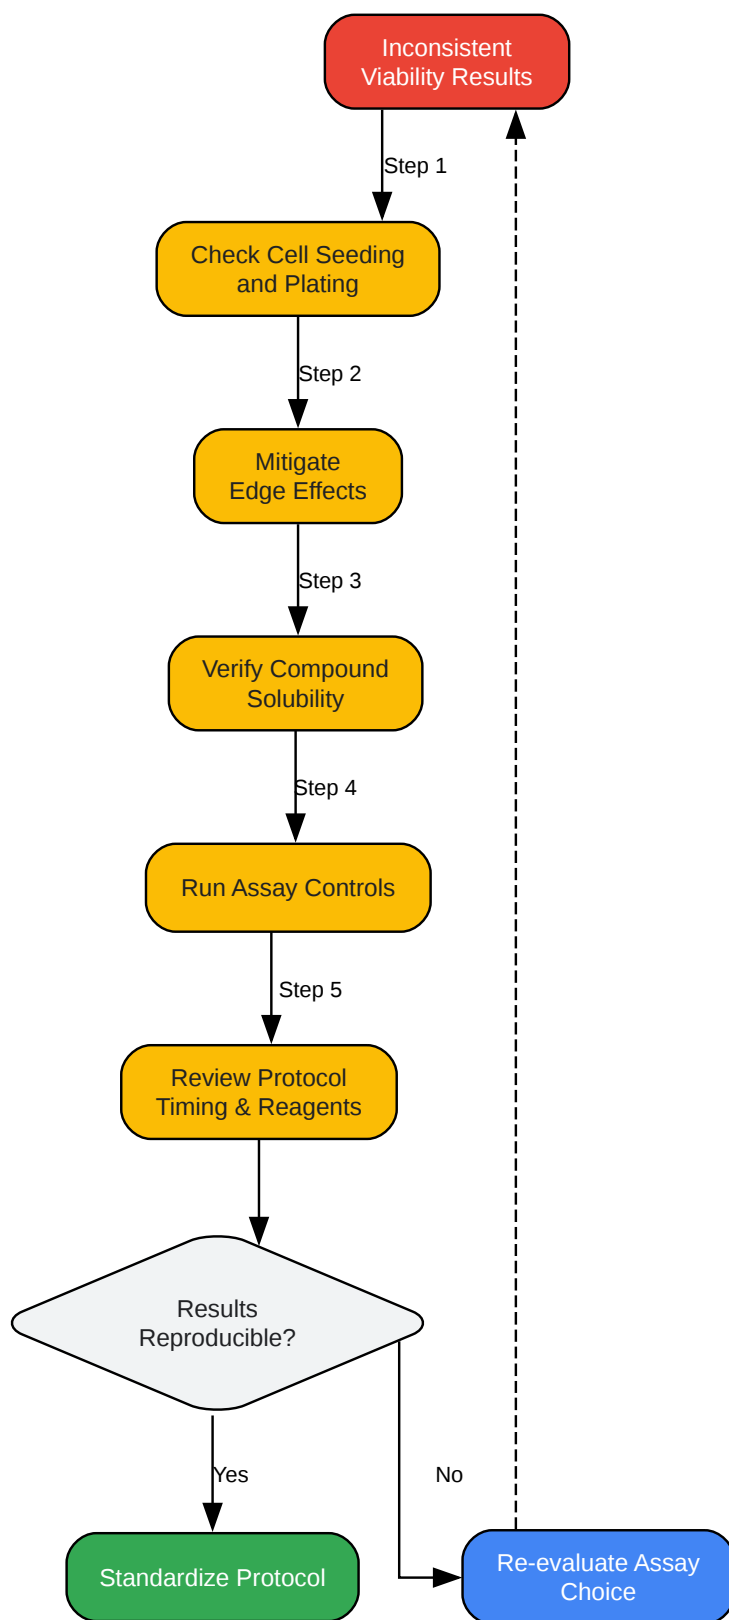 Inconsistent
Viability Results
Step 1
Check Cell Seeding
and Plating
Step 2
Mitigate
Edge Effects
Step 3
Verify Compound
Solubility
Step 4
Run Assay Controls
Step 5
Review Protocol
Timing & Reagents
Results
Reproducible?
Yes
No
Standardize Protocol
Re-evaluate Assay
Choice